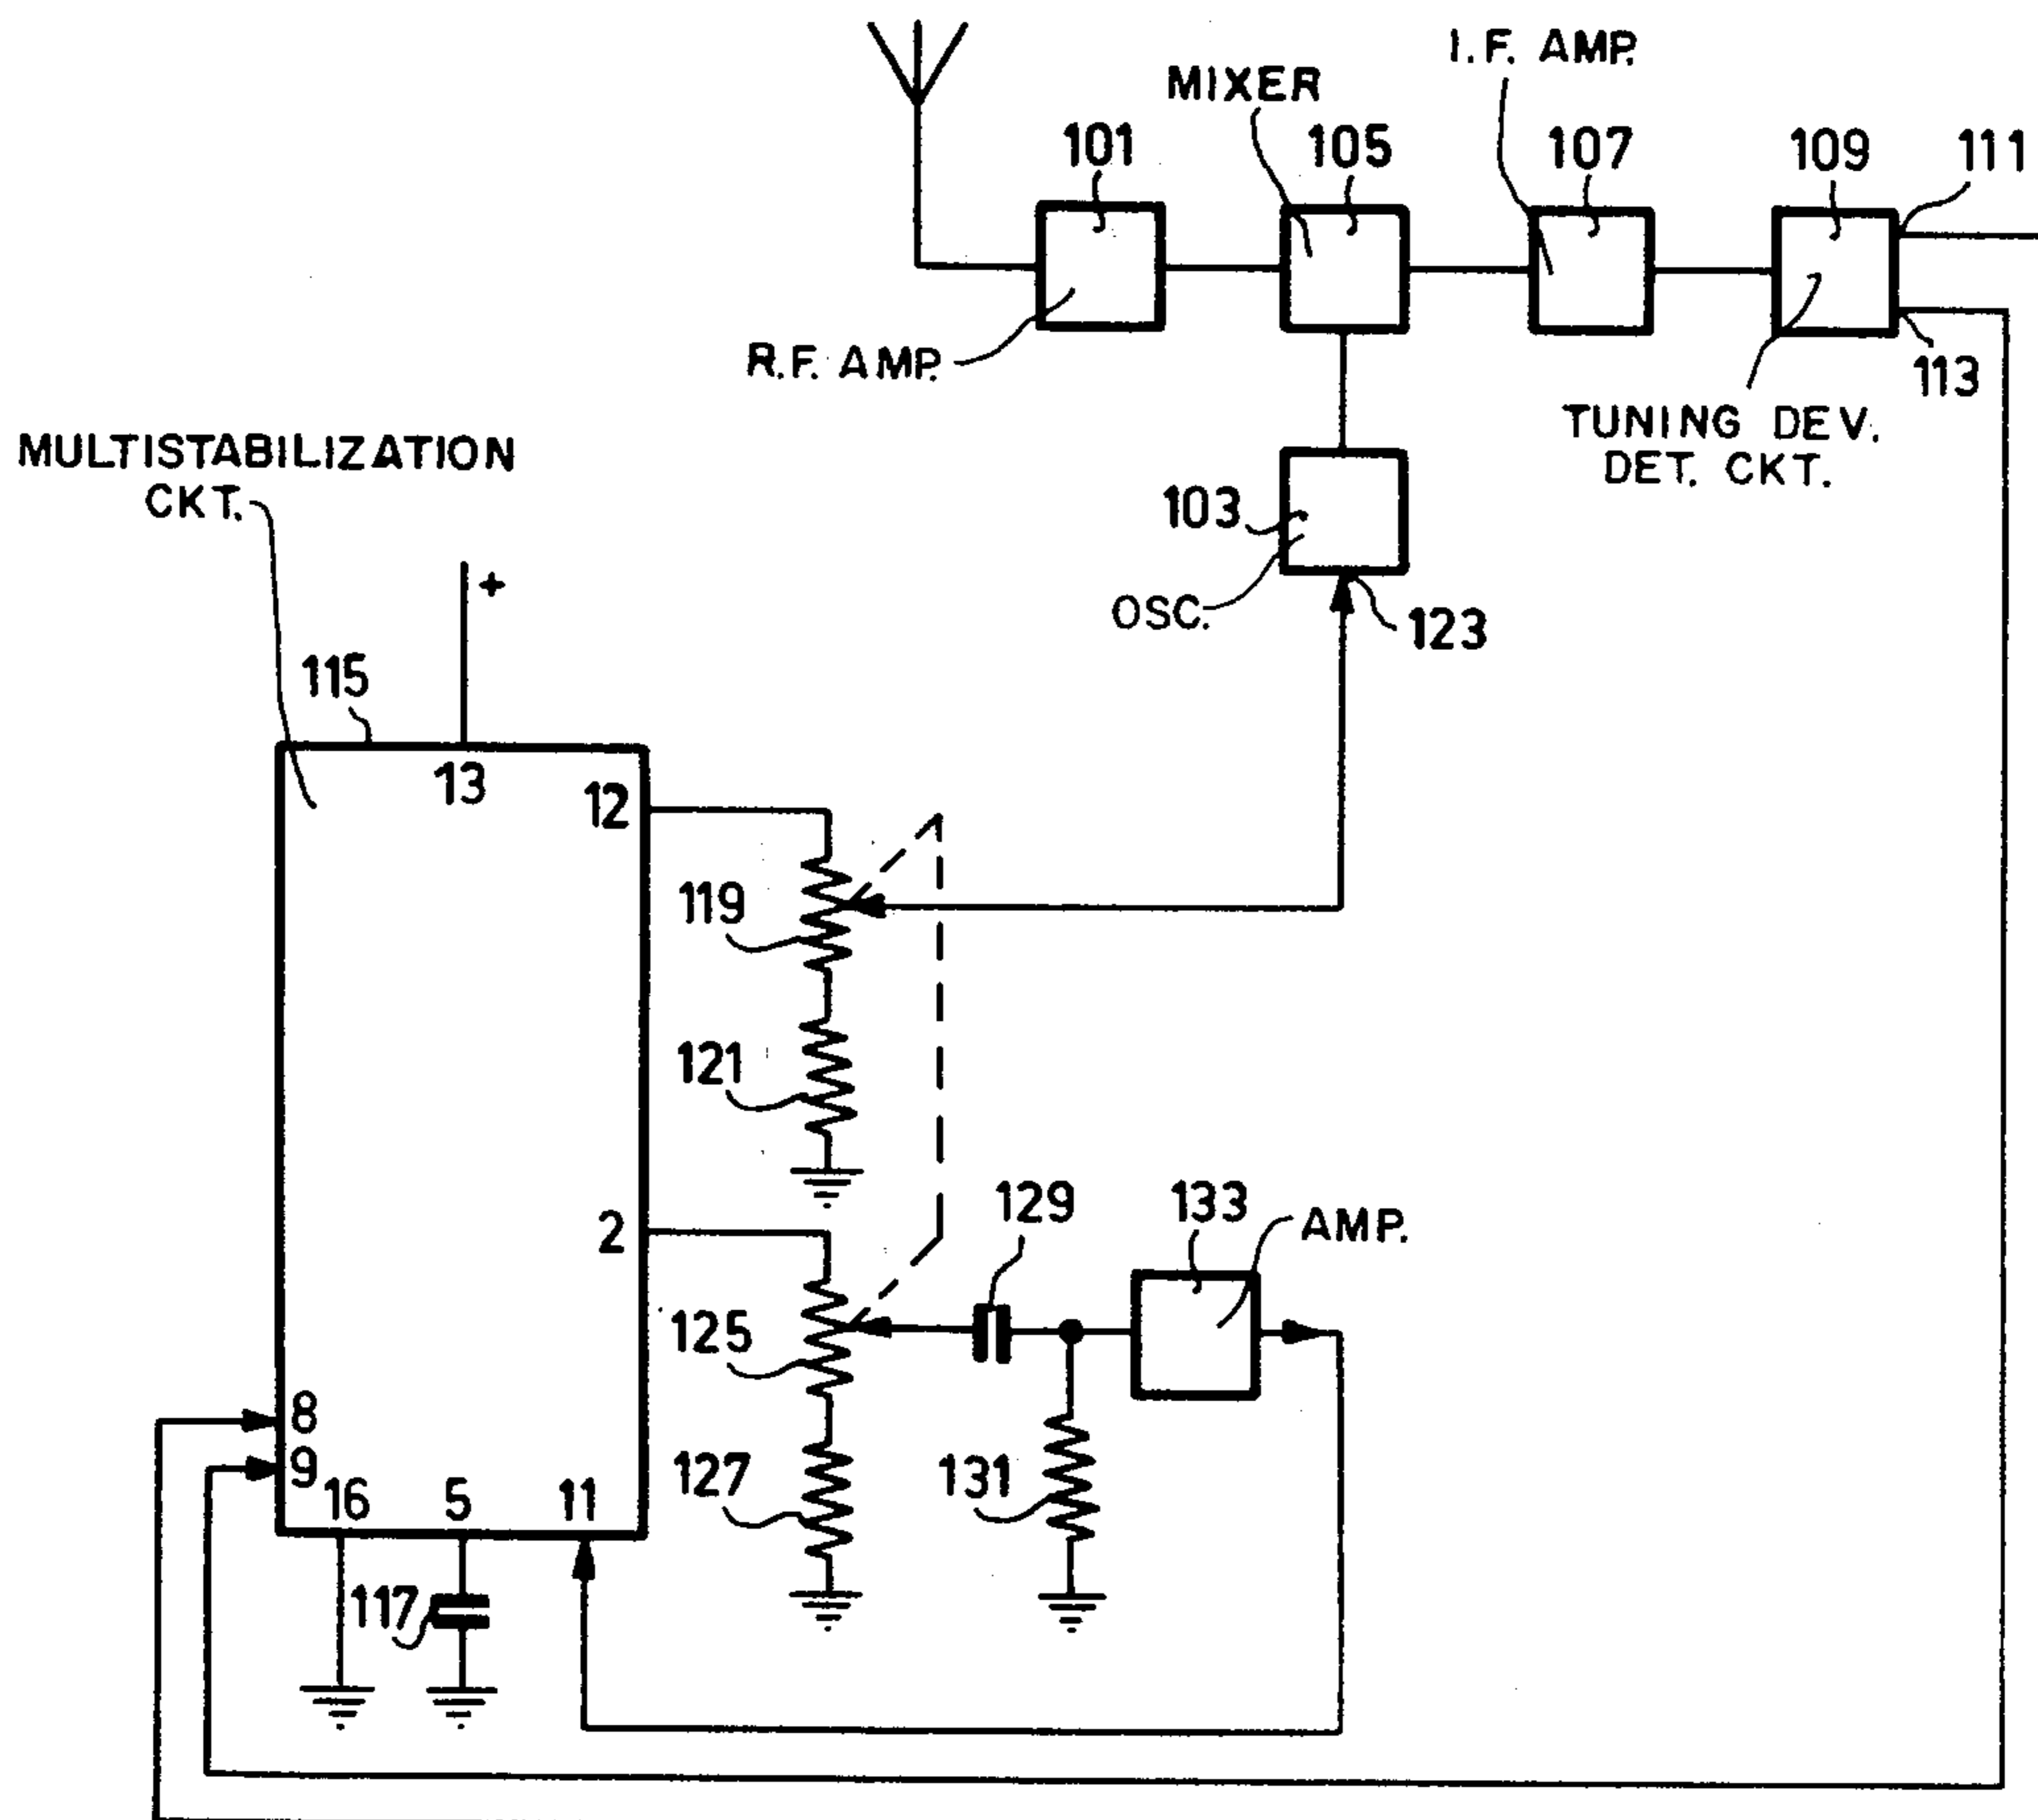 I.F. AMP.
MIXER
101
105
107
109
111
R.F. AMP.
113
TUNING DEV.
DET. CKT.
MULTISTABILIZATION
CKT.
103
OSC.
123
+
115
13
12
119
121
2
129
133
AMP.
125
8
9
16
5
11
127
131
117